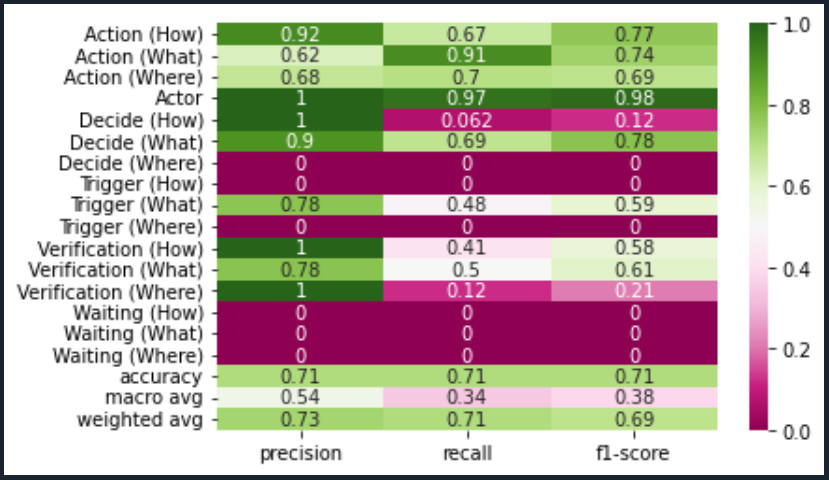 Action (How) 0.92 0.67 0.77
Action (What) 0.62 0.91 0.74
Action (Where) 0.68 0.7 0.69
Actor 1 0.97 0.98
Decide (How) 1 0.062 0.12
Decide (What) 0.9 0.69 0.78
Decide (Where) 0 0 0
Trigger (How) 0 0 0
Trigger (What) 0.78 0.48 0.59
Trigger (Where) 0 0 0
Verification (How) 1 0.41 0.58
Verification (What) 0.78 0.5 0.61
Verification (Where) 1 0.12 0.21
Waiting (How) 0 0 0
Waiting (What) 0 0 0
Waiting (Where) 0 0 0
accuracy 0.71 0.71 0.71
macro avg 0.54 0.34 0.38
weighted avg 0.73 0.71 0.69
precision recall f1-score
1.0
0.8
0.6
0.4
0.2
0.0